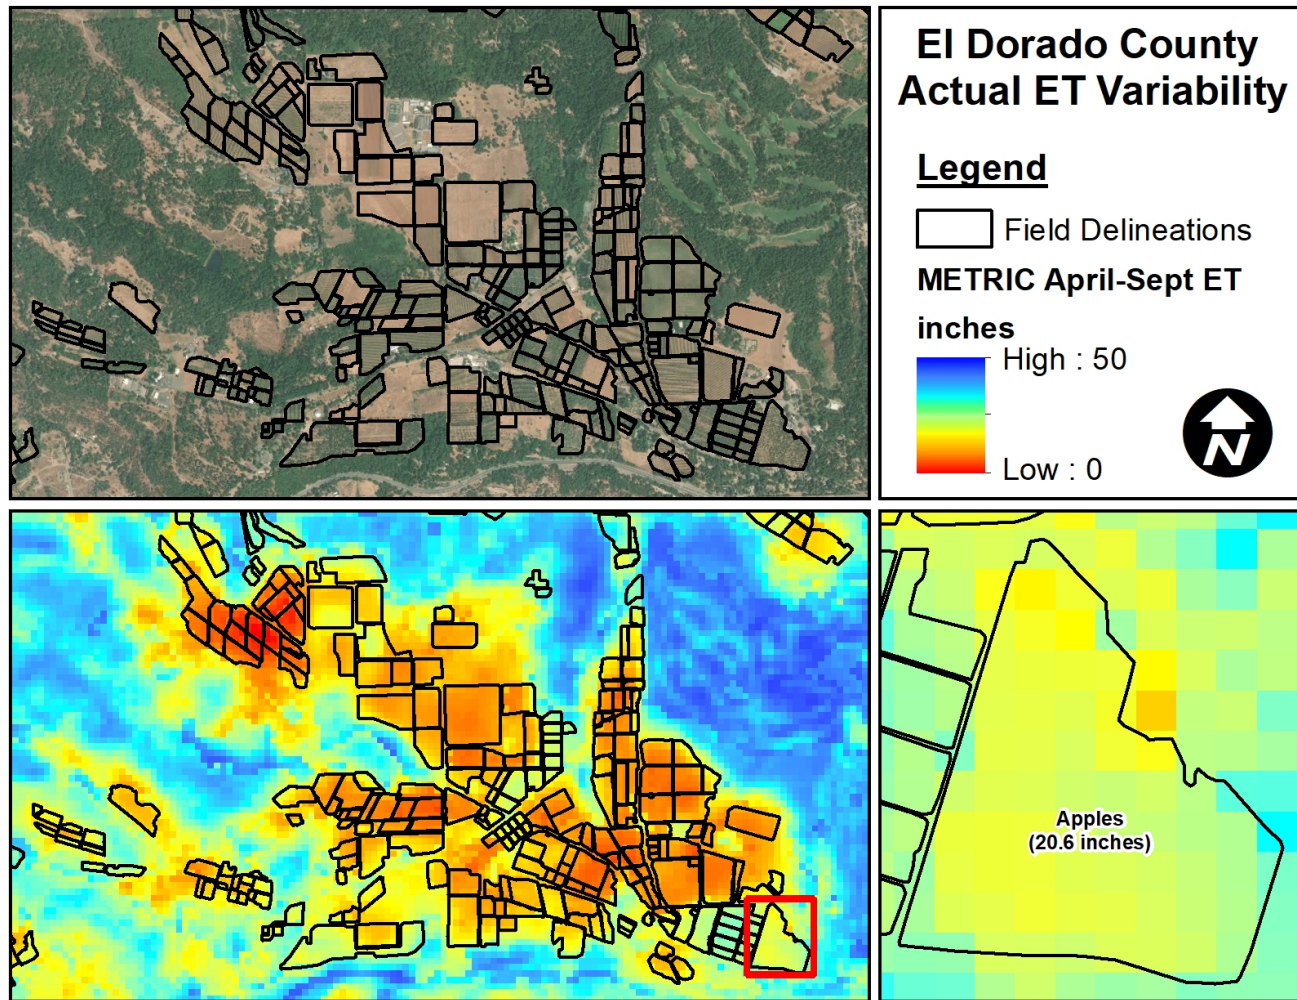 El Dorado County
Actual ET Variability
Legend
Field Delineations
METRIC April-Sept ET
inches
High : 50
Low : 0
N
Apples
(20.6 inches)